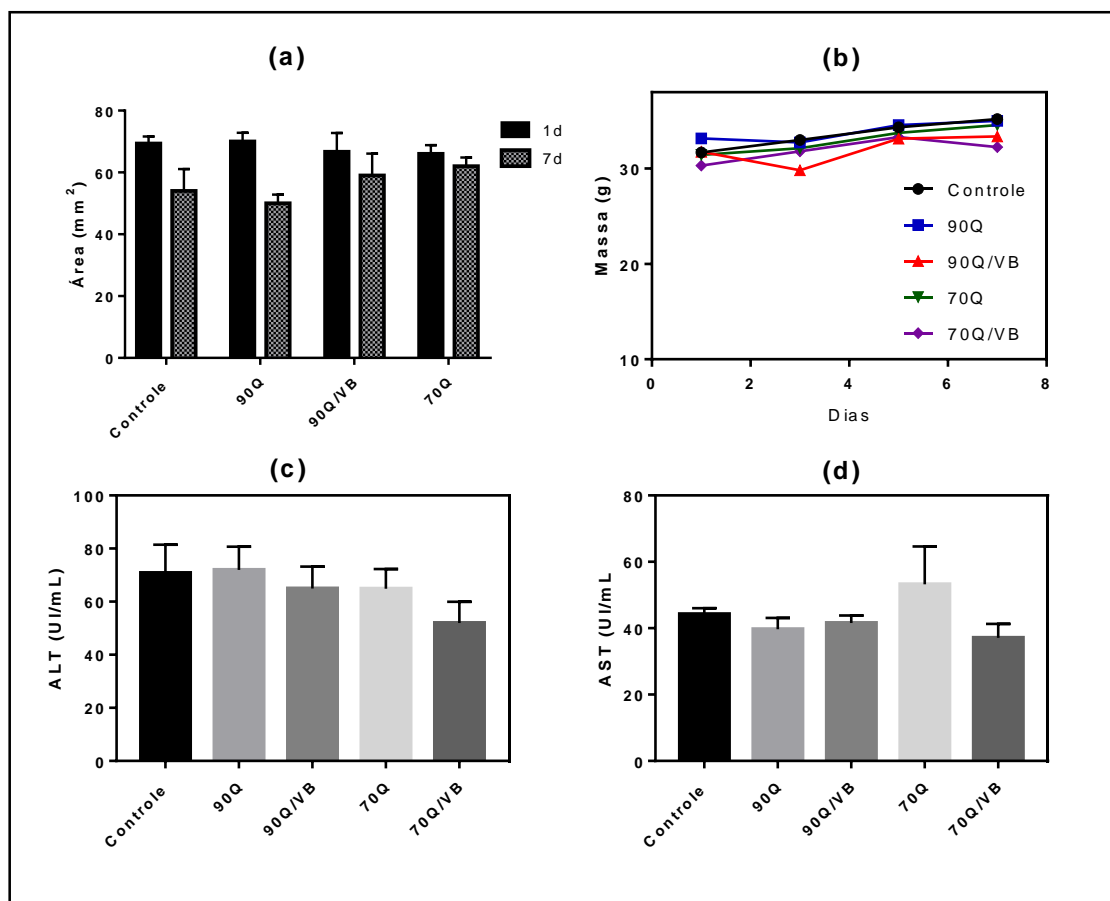 (a)
Área (mm²)
80
60
40
20
0
Controle
90Q
90Q/VB
70Q
1d
7d
(b)
Massa (g)
30
20
10
0
2
4
6
8
Dias
Controle
90Q
90Q/VB
70Q
70Q/VB
(c)
ALT (UI/mL)
100
80
60
40
20
0
Controle
90Q
90Q/VB
70Q
70Q/VB
(d)
AST (UI/mL
80
60
40
20
0
Controle
90Q
90Q/VB
70Q
70Q/VB